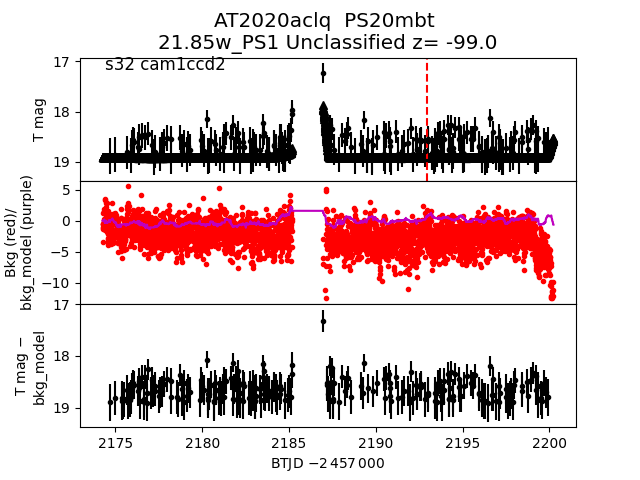 AT2020aclq  PS20mbt
21.85w_PS1 Unclassified z= -99.0
s32 cam1ccd2
17
18
19
T mag
5
0
−5
−10
Bkg (red)/
bkg_model (purple)
17
18
19
T mag −
bkg_model
2175
2180
2185
2190
2195
2200
BTJD −2 457 000